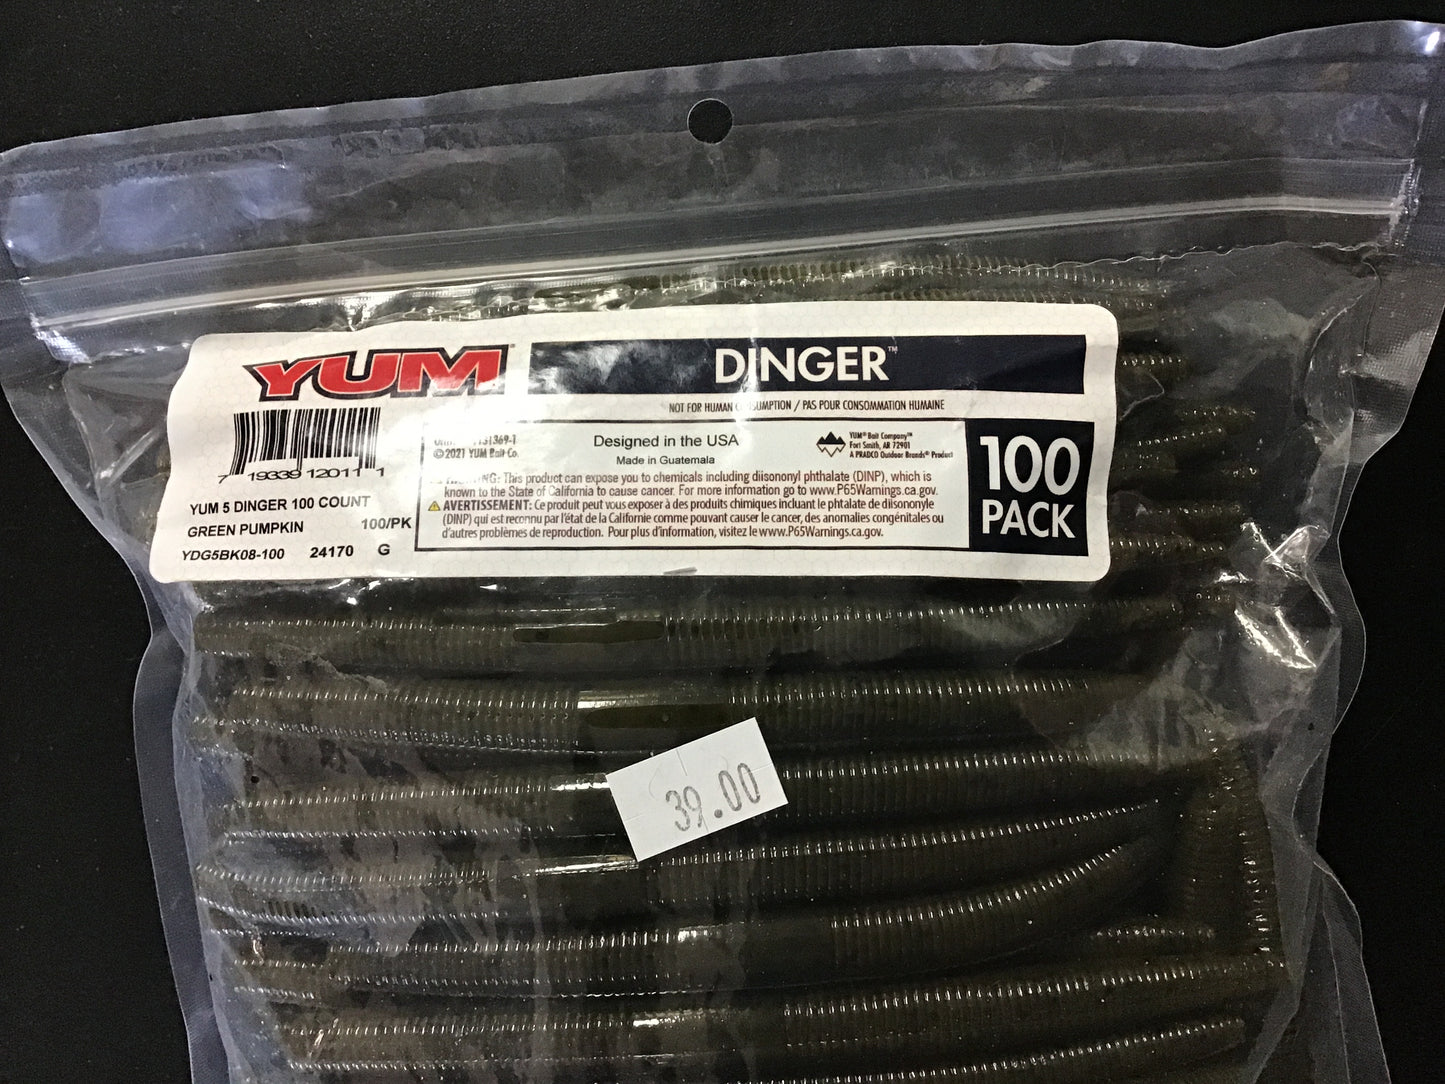 YUM
DINGER™
NOT FOR HUMAN CONSUMPTION / PAS POUR CONSOMMATION HUMAINE
7 19339 12011 1
YUM 5 DINGER 100 COUNT
GREEN PUMPKIN 100/PK
YDG5BK08-100 24170 G
©2021 YUM Bait Co.
Designed in the USA
Made in Guatemala
YUM® Bait Company™
Fort Smith, AR 72901
A PRADCO Outdoor Brands® Product
WARNING: This product can expose you to chemicals including diisononyl phthalate (DINP), which is
known to the State of California to cause cancer. For more information go to www.P65Warnings.ca.gov.
AVERTISSEMENT: Ce produit peut vous exposer à des produits chimiques incluant le phtalate de diisononyle
(DINP) qui est reconnu par l'état de la Californie comme pouvant causer le cancer, des anomalies congénitales ou
d'autres problèmes de reproduction. Pour plus d'information, visitez le www.P65Warnings.ca.gov.
100
PACK
39.00